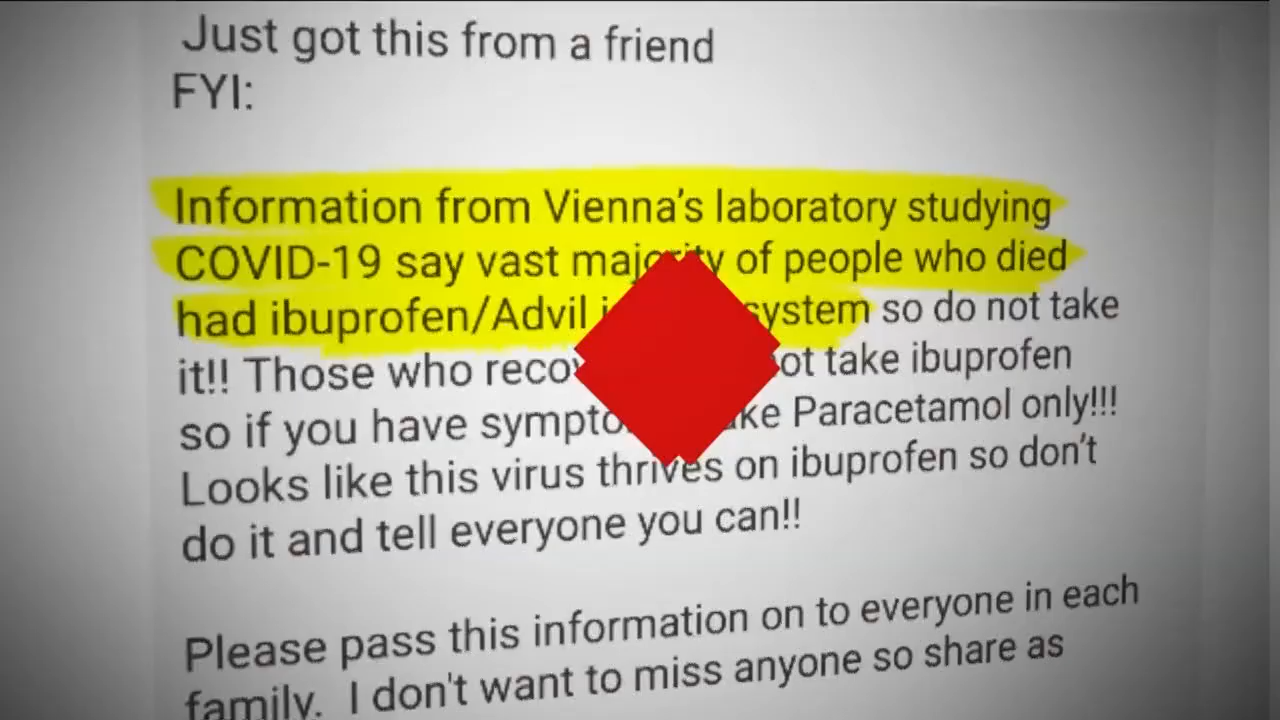 Just got this from a friend
FYI:
Information from Vienna’s laboratory studying
COVID-19 say vast majority of people who died
had ibuprofen/Advil system so do not take
it!! Those who take ibuprofen
so if you have Paracetamol only!!!
Looks like this virus thrives on ibuprofen so don’t
do it and tell everyone you can!!
Please pass this information on to everyone in each
family. I don't want to miss anyone so share as